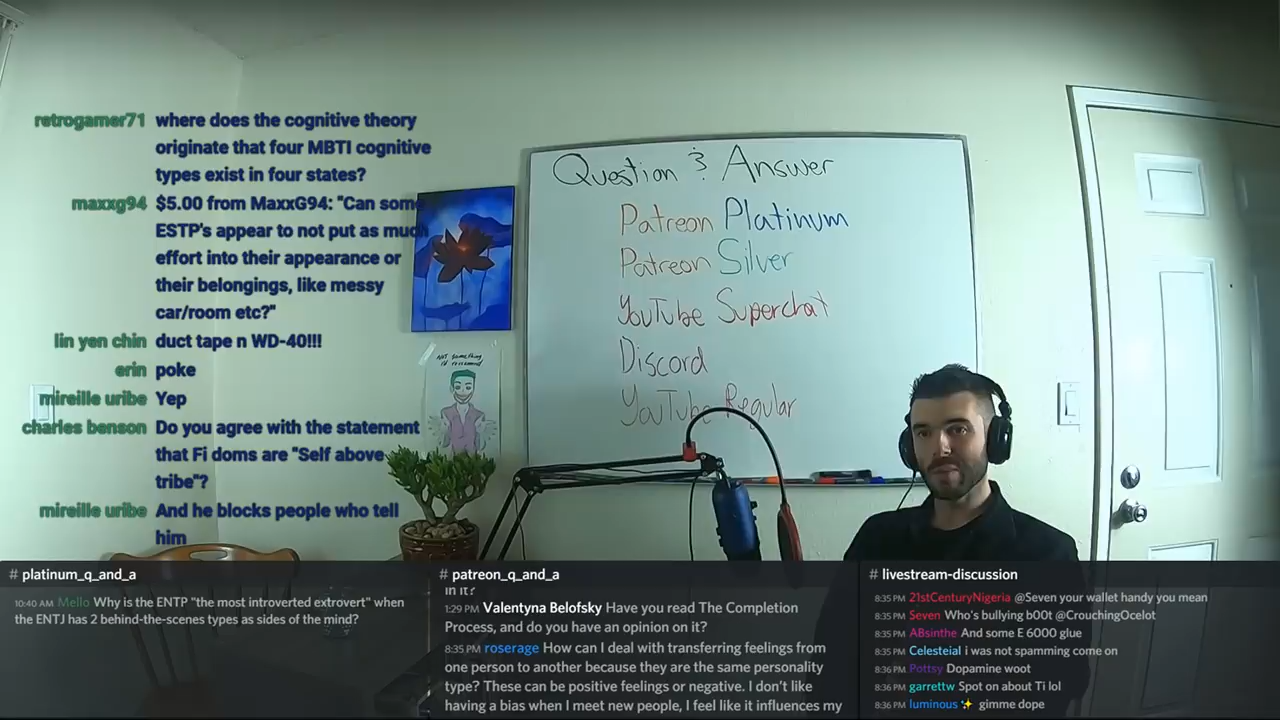 retrogamer71 where does the cognitive theory
originate that four MBTI cognitive
types exist in four states?
maxxg94 $5.00 from MaxxG94: "Can some
ESTP's appear to not put as much
effort into their appearance or
their belongings, like messy
car/room etc?"
lin yen chin duct tape n WD-40!!!
erin poke
mireille uribe Yep
charles benson Do you agree with the statement
that Fi doms are "Self above
tribe"?
mireille uribe And he blocks people who tell
him
Question & Answer
Patreon Platinum
Patreon Silver
YouTube Superchat
Discord
YouTube Regular
NOT something
# platinum_q_and_a
10:40 AM Mello Why is the ENTP "the most introverted extrovert" when
the ENTJ has 2 behind-the-scenes types as sides of the mind?
# patreon_q_and_a
in it?
1:29 PM Valentyna Belofsky Have you read The Completion
Process, and do you have an opinion on it?
8:35 PM roserage How can I deal with transferring feelings from
one person to another because they are the same personality
type? These can be positive feelings or negative. I don't like
having a bias when I meet new people, I feel like it influences my
# livestream-discussion
8:35 PM 21stCenturyNigeria @Seven your wallet handy you mean
8:35 PM Seven Who's bullying b00t @CrouchingOcelot
8:35 PM ABsinthe And some E 6000 glue
8:35 PM Celesteial i was not spamming come on
8:36 PM Pottsy Dopamine woot
8:36 PM garrettw Spot on about Ti lol
8:36 PM luminous ✨ gimme dope